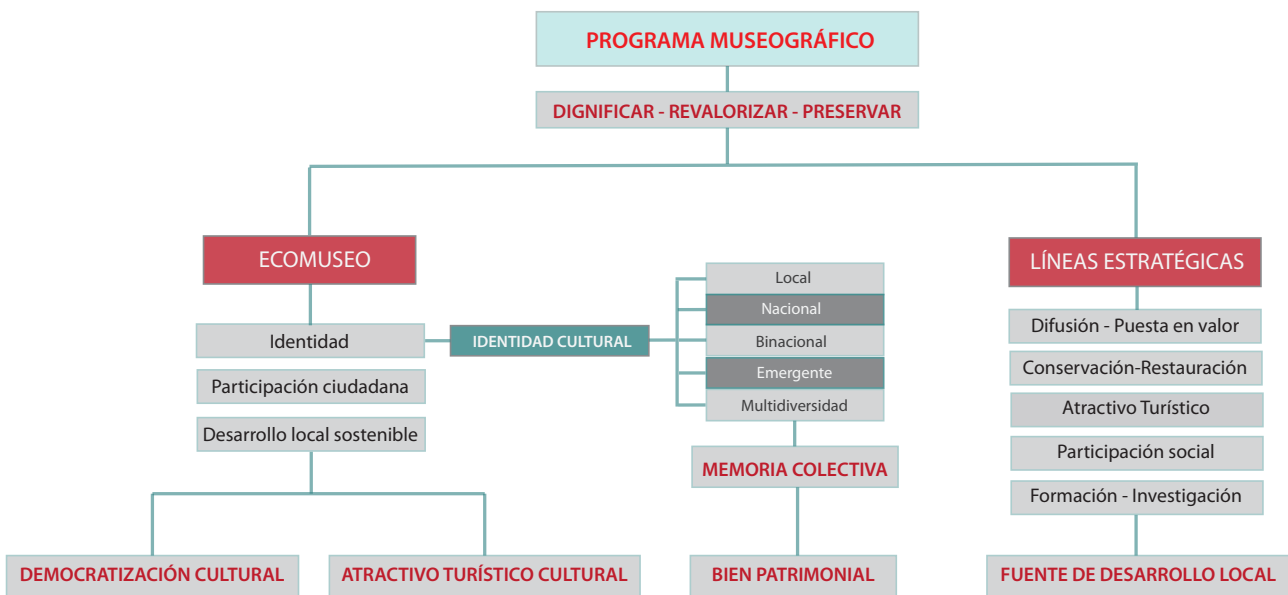 PROGRAMA MUSEOGRÁFICO
DIGNIFICAR - REVALORIZAR - PRESERVAR
ECOMUSEO
Identidad
Participación ciudadana
Desarrollo local sostenible
DEMOCRATIZACIÓN CULTURAL
ATRACTIVO TURÍSTICO CULTURAL
IDENTIDAD CULTURAL
Local
Nacional
Binacional
Emergente
Multidiversidad
MEMORIA COLECTIVA
BIEN PATRIMONIAL
LÍNEAS ESTRATÉGICAS
Difusión - Puesta en valor
Conservación-Restauración
Atractivo Turístico
Participación social
Formación - Investigación
FUENTE DE DESARROLLO LOCAL